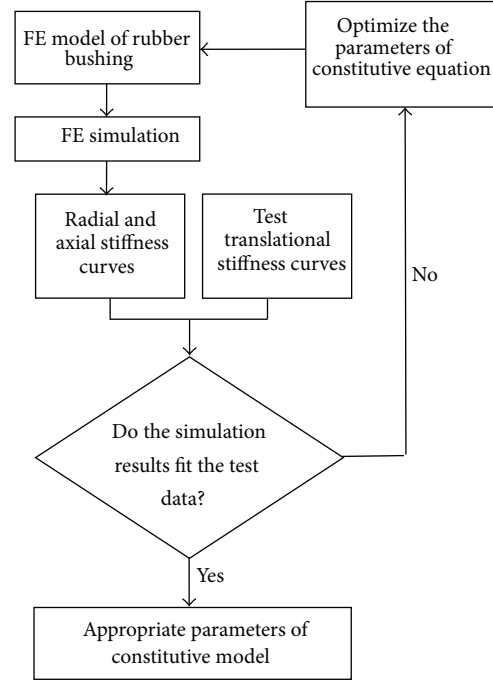 FE model of rubber
bushing
Optimize the
parameters of
constitutive equation
FE simulation
Radial and
axial stiffness
curves
Test
translational
stiffness curves
No
Do the simulation
results fit the test
data?
Yes
Appropriate parameters of
constitutive model